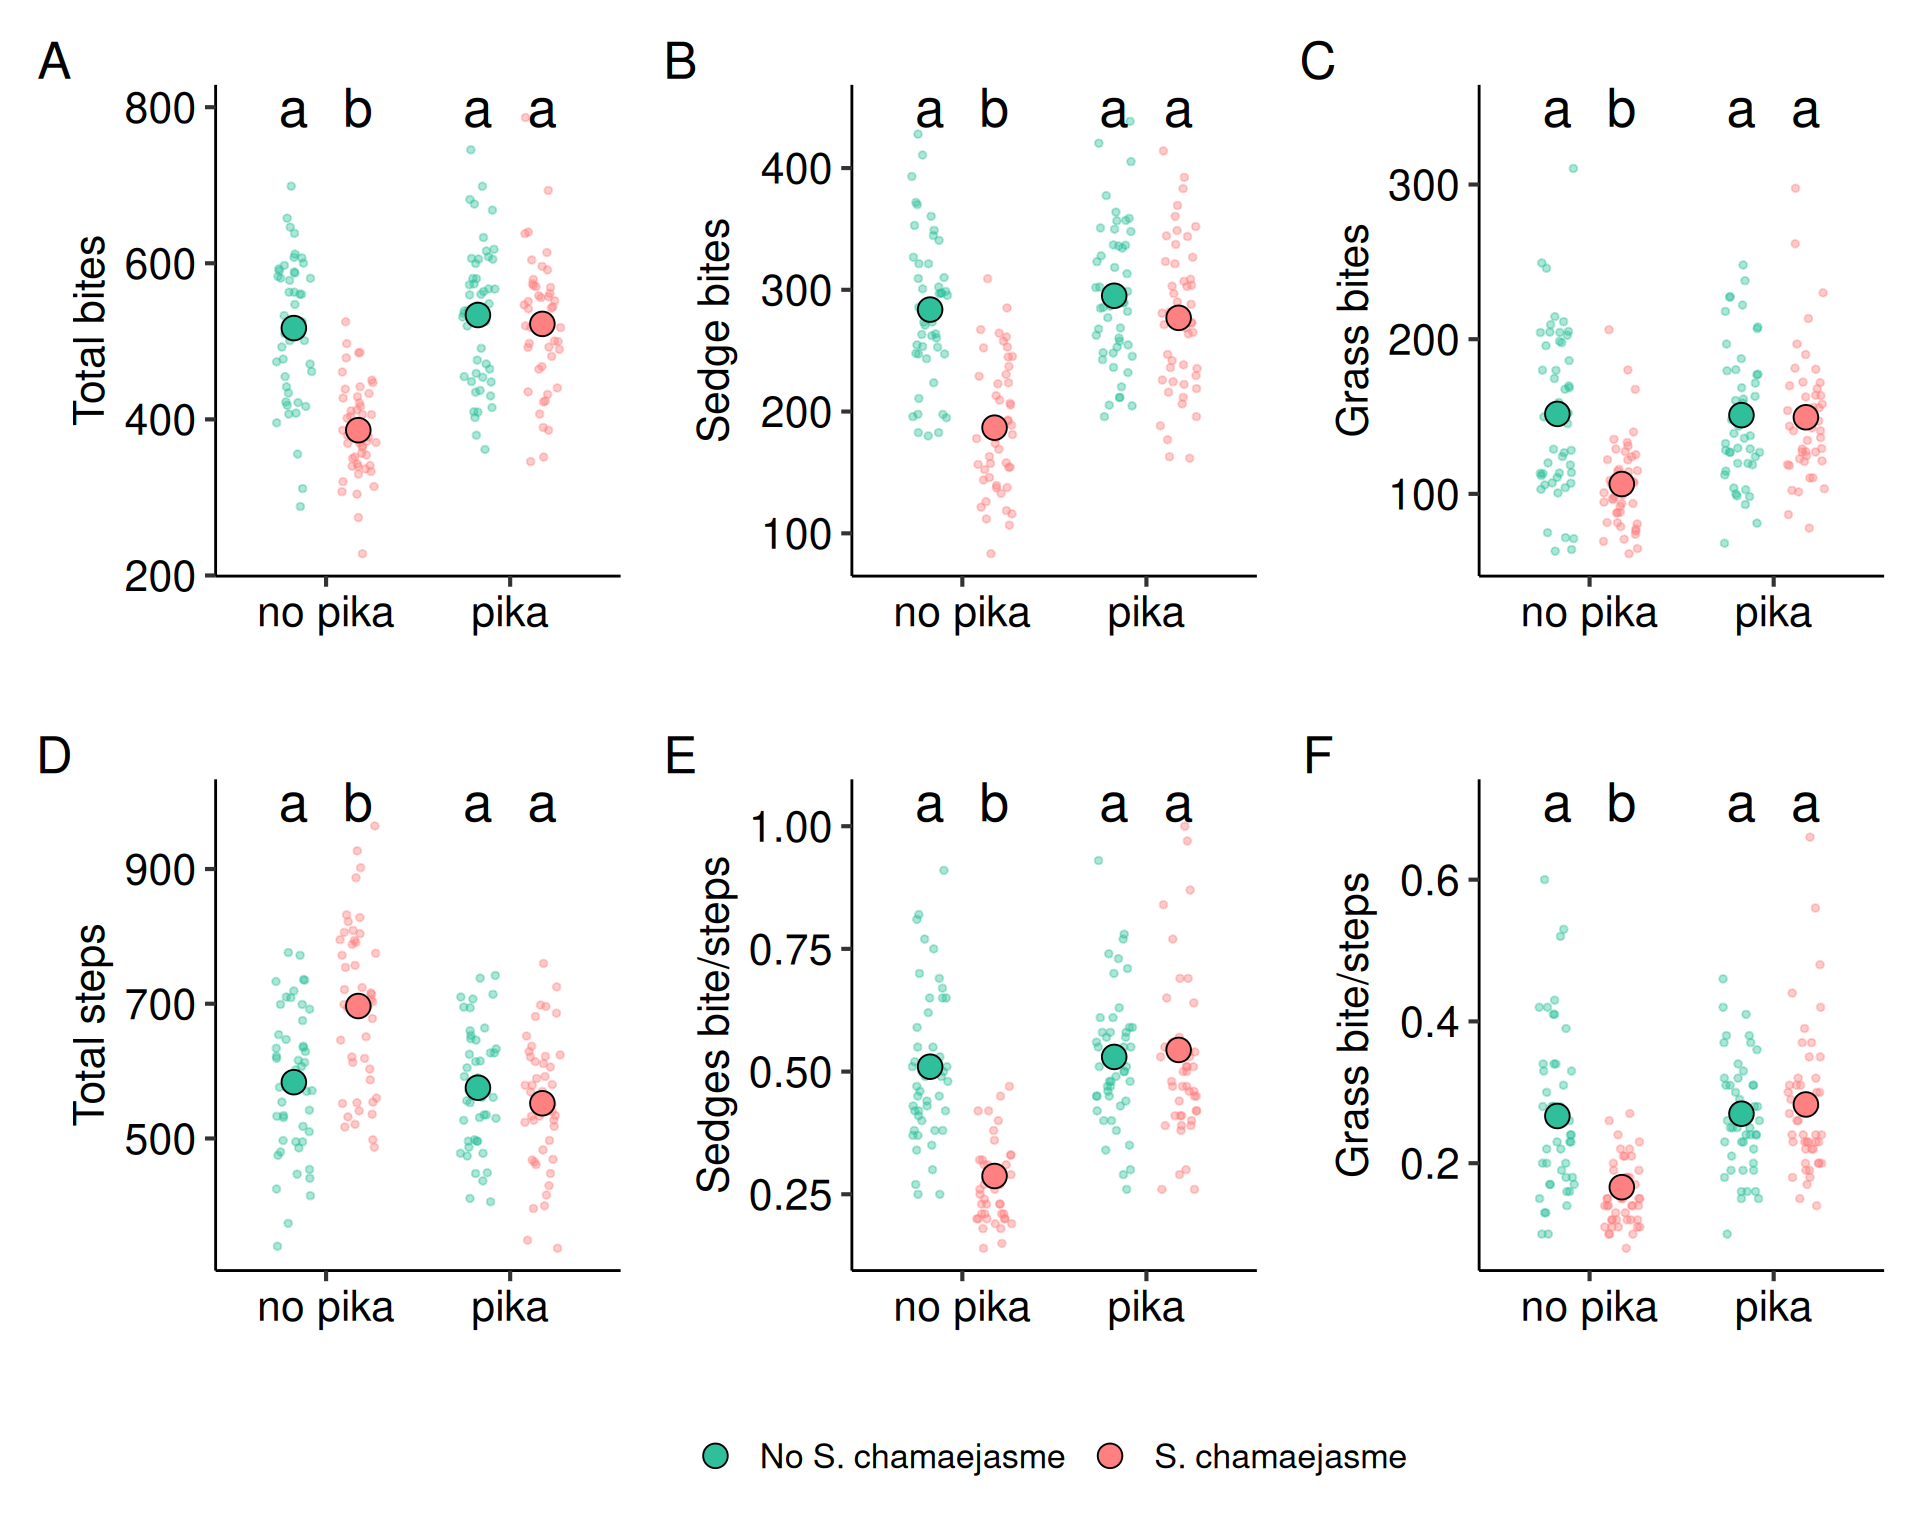 A
B
C
a b a a
a b a a
a b a a
Total bites
800
600
400
200
Sedge bites
400
300
200
100
Grass bites
300
200
100
no pika pika
no pika pika
no pika pika
D
E
F
a b a a
a b a a
a b a a
Total steps
900
700
500
Sedges bite/steps
1.00
0.75
0.50
0.25
Grass bite/steps
0.6
0.4
0.2
no pika pika
no pika pika
no pika pika
No S. chamaejasme S. chamaejasme